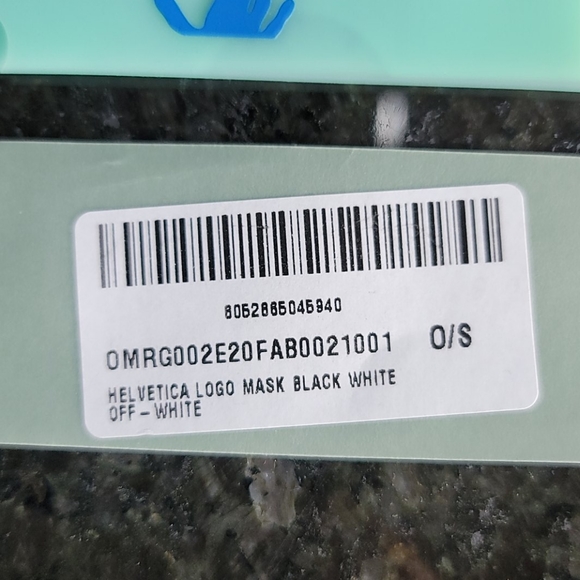 8052865045940
OMRG002E20FAB0021001 O/S
HELVETICA LOGO MASK BLACK WHITE
OFF-WHITE